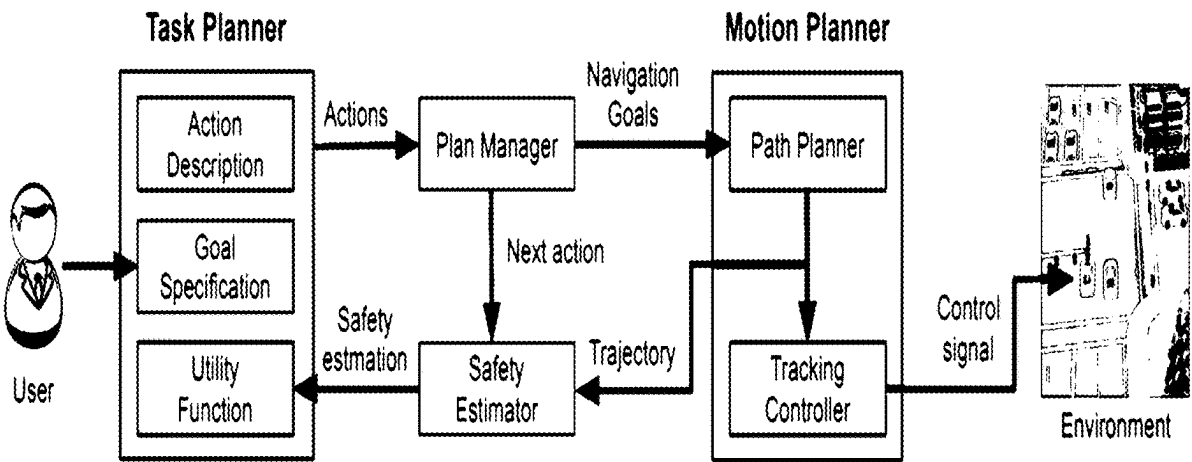 Task Planner
Motion Planner
Action
Description
Actions
Plan Manager
Navigation
Goals
Path Planner
Goal
Specification
Next action
User
Utility
Function
Safety
estmation
Safety
Estimator
Trajectory
Tracking
Controller
Control
signal
Environment